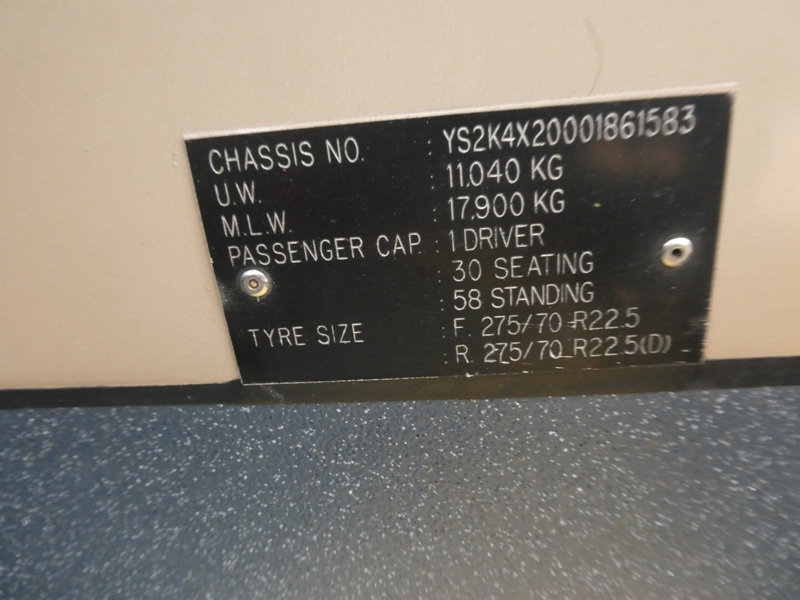 CHASSIS NO. : YS2K4X20001861583
U.W. : 11.040 KG
M.L.W. : 17.900 KG
PASSENGER CAP. : 1 DRIVER
: 30 SEATING
: 58 STANDING
TYRE SIZE : F. 275/70 R22.5
: R. 275/70 R22.5(D)